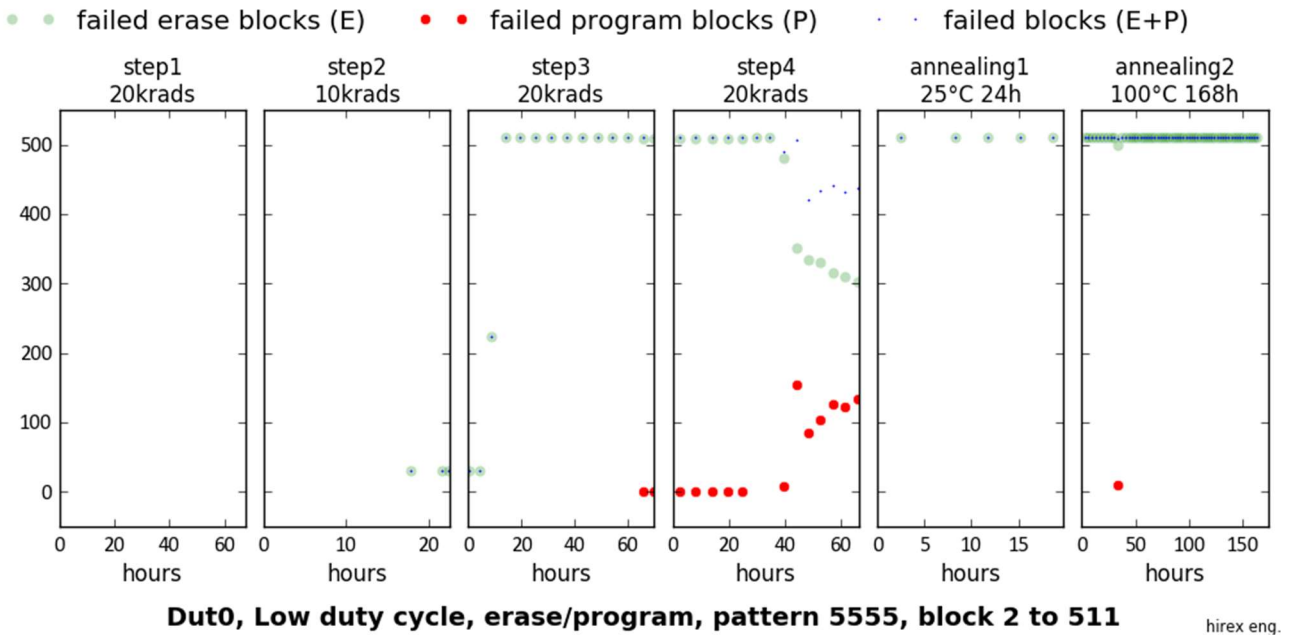 failed erase blocks (E) failed program blocks (P) failed blocks (E+P)
step1 step2 step3 step4 annealing1 annealing2
20krads 10krads 20krads 20krads 25°C 24h 100°C 168h
500
400
300
200
100
0
0 20 40 60 0 10 20 0 20 40 60 0 20 40 60 0 5 10 15 0 50 100 150
hours hours hours hours hours hours
Dut0, Low duty cycle, erase/program, pattern 5555, block 2 to 511
hirex eng.